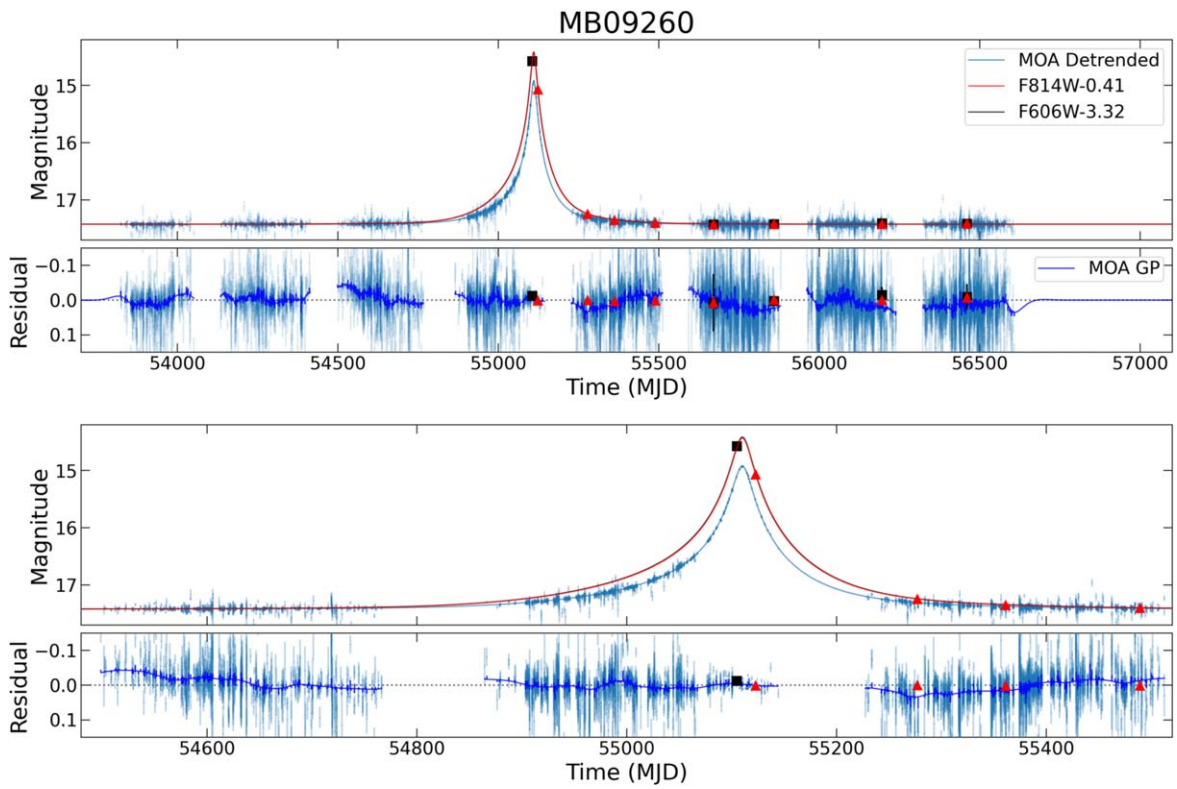 MB09260
MOA Detrended
F814W-0.41
F606W-3.32
Magnitude
15
16
17
MOA GP
Residual
−0.1
0.0
0.1
54000 54500 55000 55500 56000 56500 57000
Time (MJD)
Magnitude
15
16
17
Residual
−0.1
0.0
0.1
54600 54800 55000 55200 55400
Time (MJD)